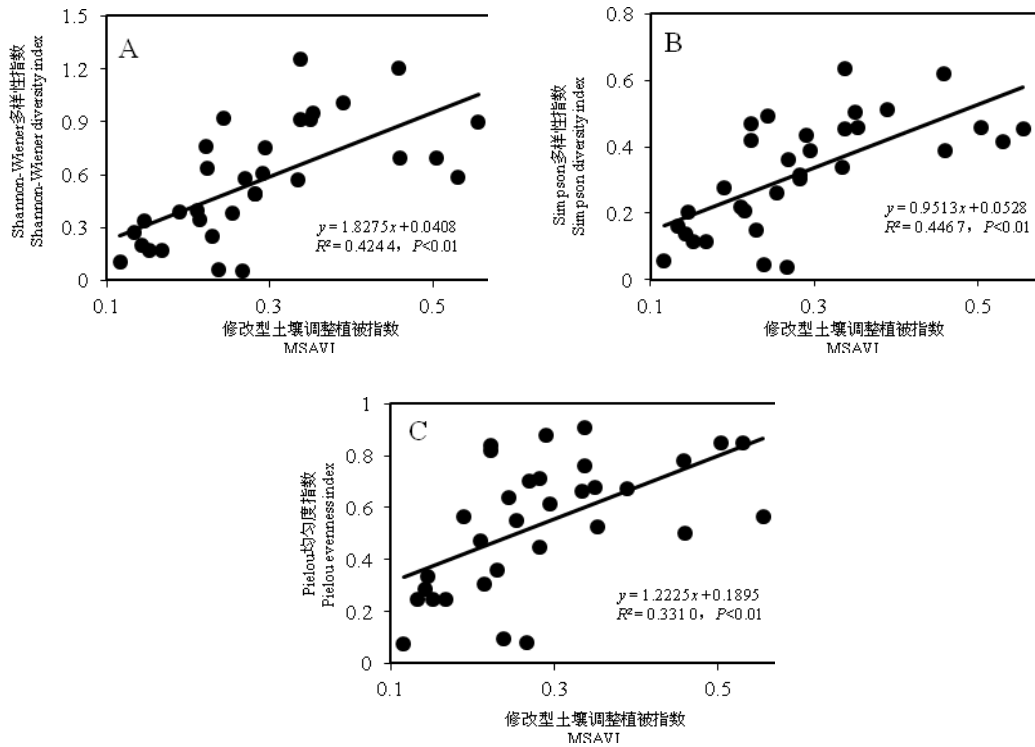 A
Shannon-Wiener多样性指数
Shannon-Wiener diversity index
1.5
1.2
0.9
0.6
0.3
0
y = 1.8275x + 0.0408
R² = 0.4244，P<0.01
0.1
0.3
0.5
修改型土壤调整植被指数
MSAVI
B
Simpson多样性指数
Simpson diversity index
0.8
0.6
0.4
0.2
0
y = 0.9513x + 0.0528
R² = 0.4467，P<0.01
0.1
0.3
0.5
修改型土壤调整植被指数
MSAVI
C
Pielou均匀度指数
Pielou evennessindex
1
0.8
0.6
0.4
0.2
0
y = 1.2225x + 0.1895
R² = 0.3310，P<0.01
0.1
0.3
0.5
修改型土壤调整植被指数
MSAVI